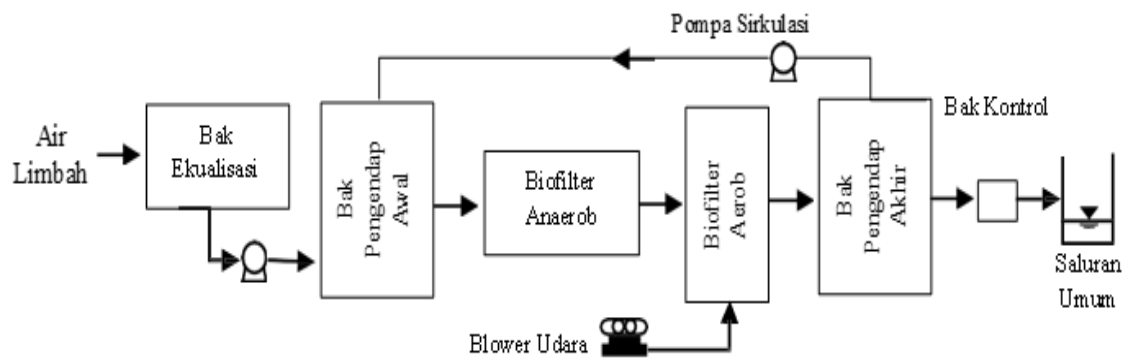 Pompa Sirkulasi
Air
Limbah
Bak
Ekualisasi
Bak
Pengendap
Awal
Biofilter
Anaerob
Biofilter
Aerob
Bak
Pengendap
Akhir
Bak Kontrol
Saluran
Umum
Blower Udara